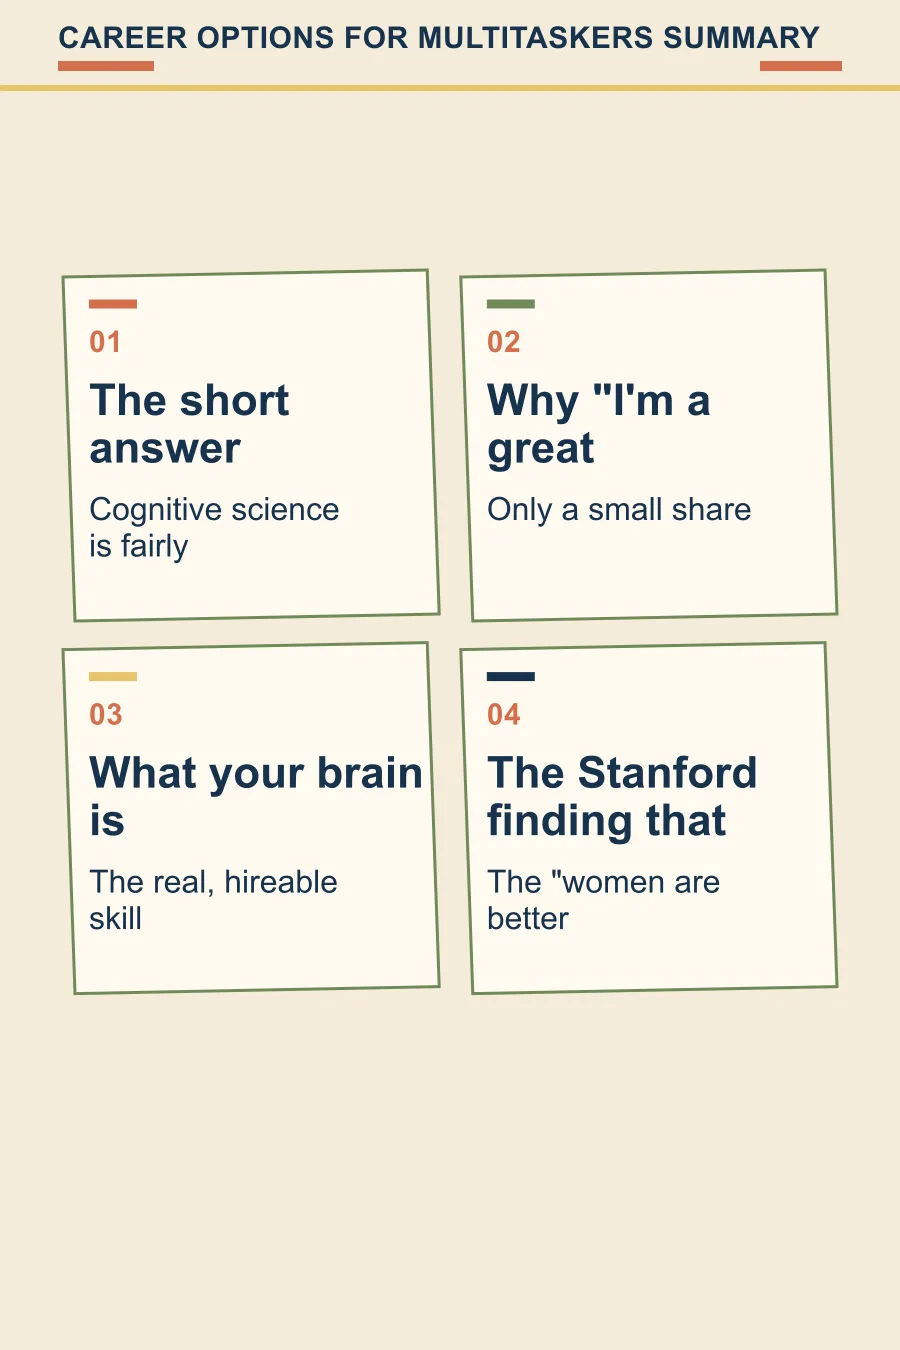 CAREER OPTIONS FOR MULTITASKERS SUMMARY
01
The short
answer
Cognitive science
is fairly
02
Why "I'm a
great
Only a small share
03
What your brain
is
The real, hireable
skill
04
The Stanford
finding that
The "women are
better